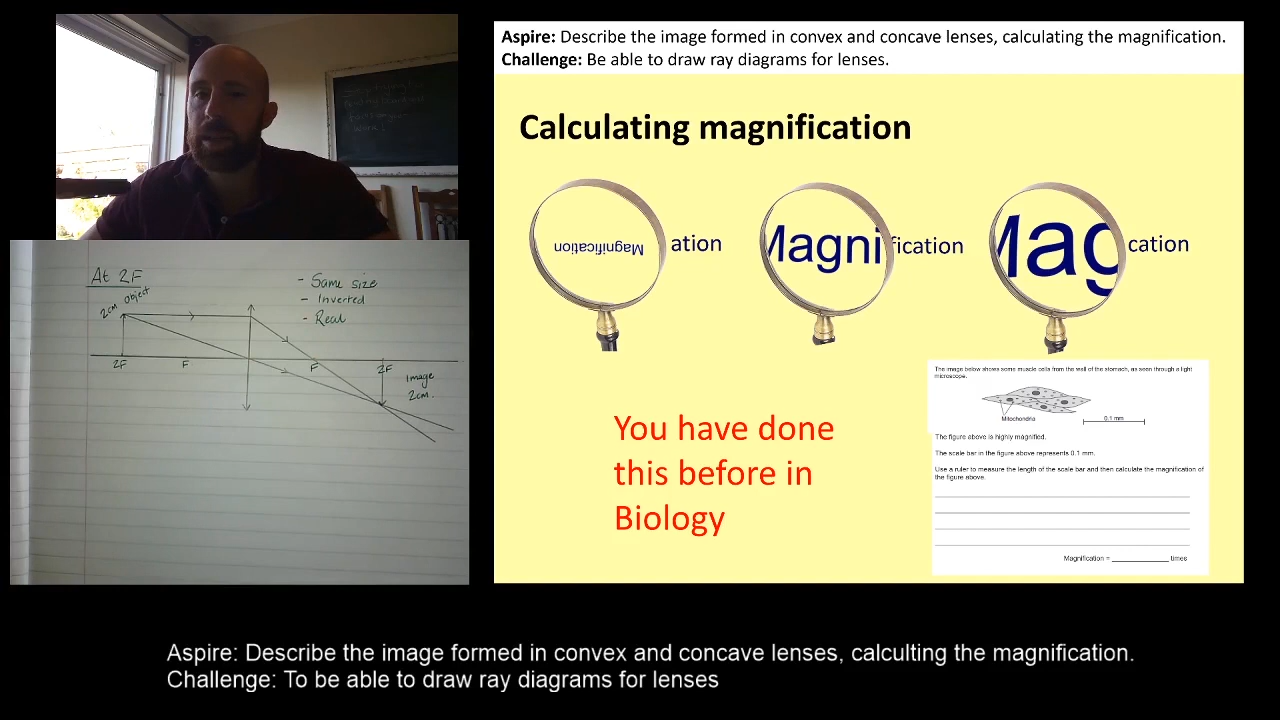 Aspire: Describe the image formed in convex and concave lenses, calculating the magnification.
Challenge: Be able to draw ray diagrams for lenses.
Calculating magnification
Magnification
ation
Magni
fication
Mag
cation
At 2F
2cm object
- Same size
- Inverted
- Real
2F
F
F
2F
Image
2cm.
You have done
this before in
Biology
The image below shows some muscle cells from the wall of the stomach, as seen through a light
microscope.
Mitochondria
0.1 mm
The figure above is highly magnified.
The scale bar in the figure above represents 0.1 mm.
Use a ruler to measure the length of the scale bar and then calculate the magnification of
the figure above.
Magnification = ____________ times
Aspire: Describe the image formed in convex and concave lenses, calculting the magnification.
Challenge: To be able to draw ray diagrams for lenses